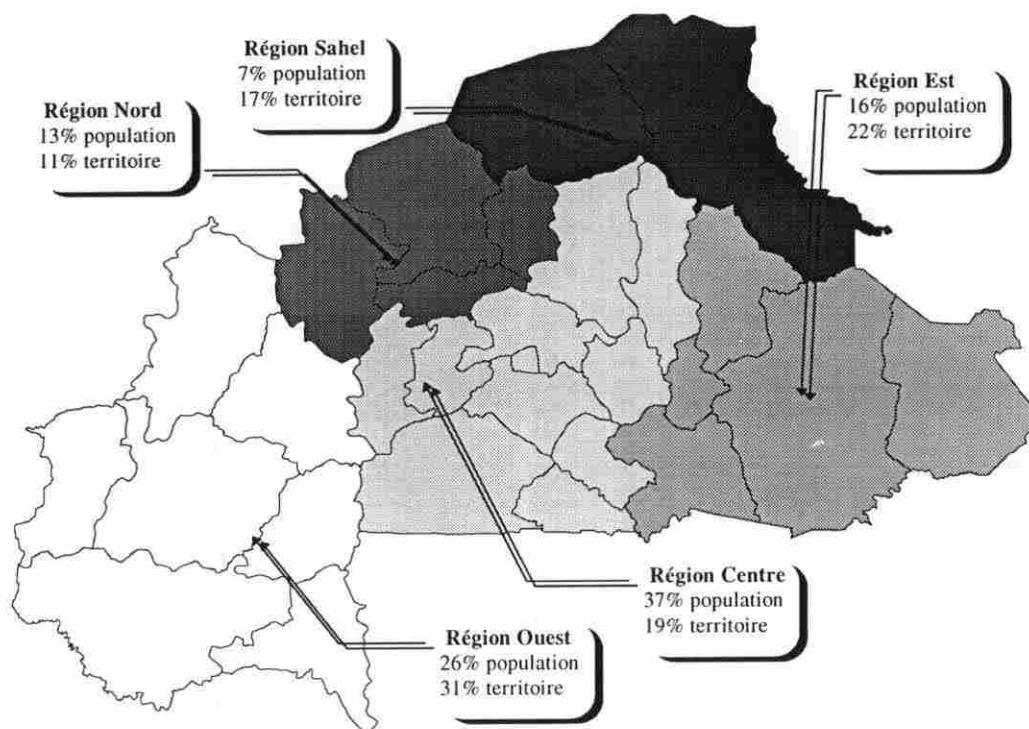 Région Sahel
7% population
17% territoire
Région Est
16% population
22% territoire
Région Nord
13% population
11% territoire
Région Centre
37% population
19% territoire
Région Ouest
26% population
31% territoire